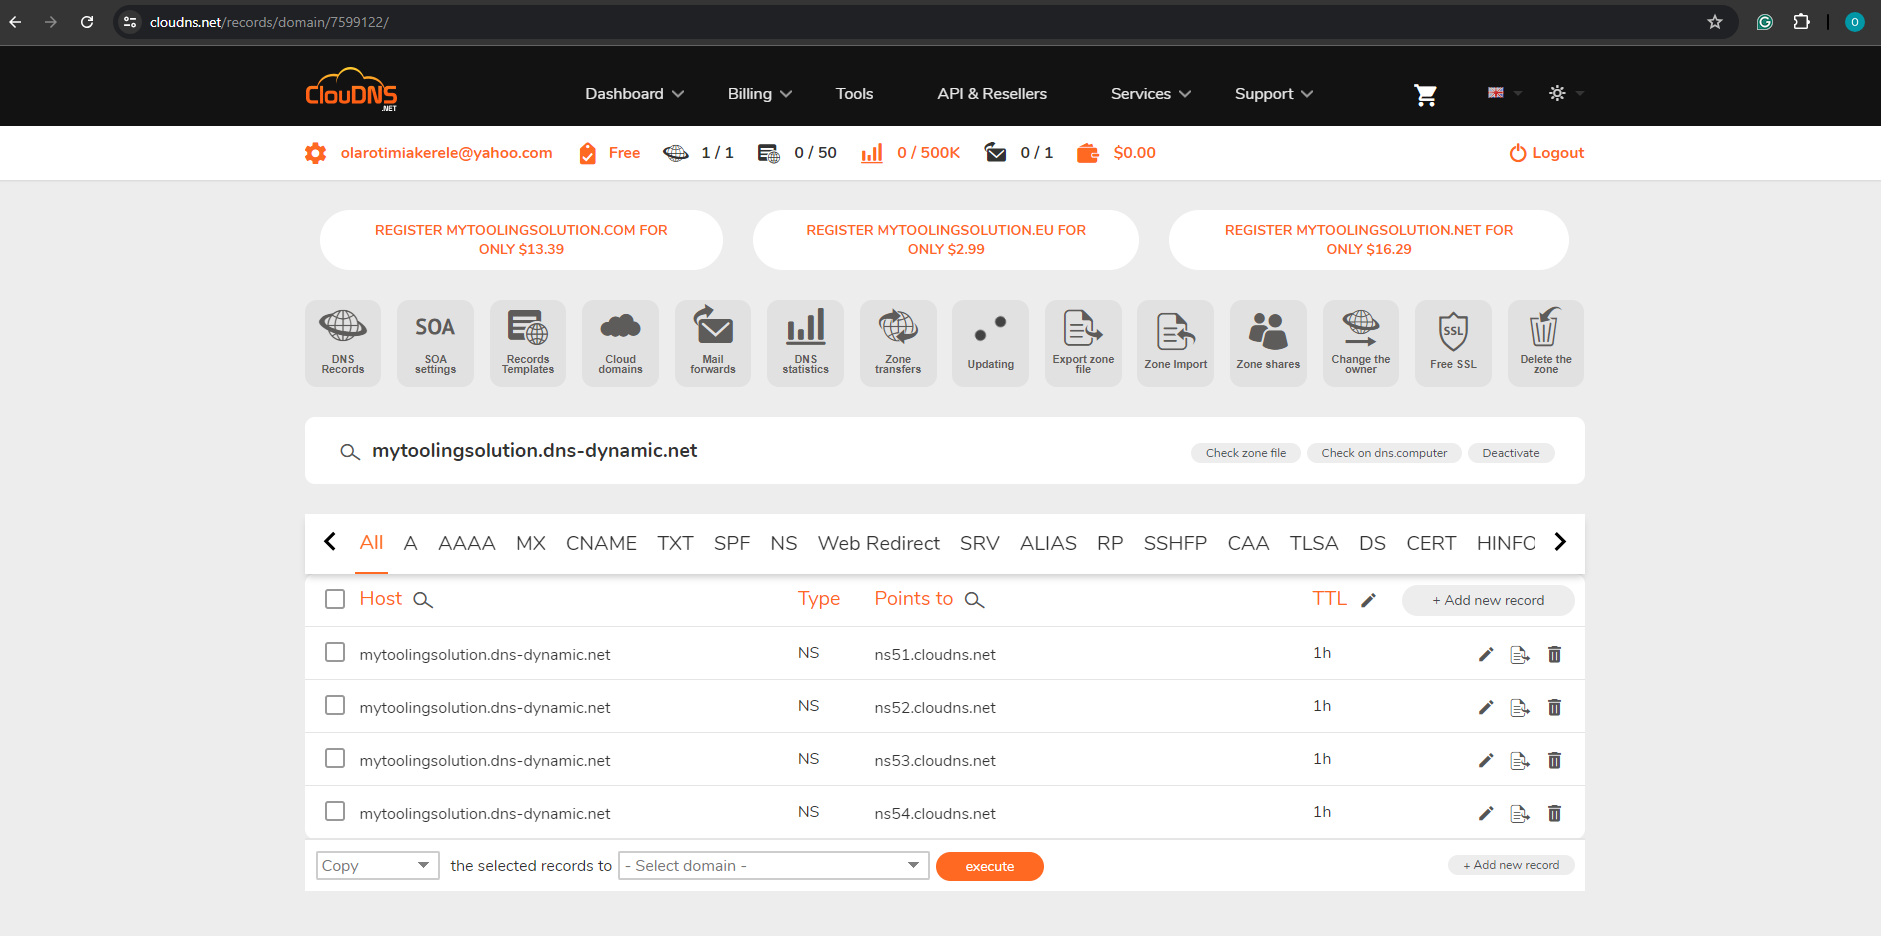 cloudns.net/records/domain/7599122/
O
ClouDNS
.NET
Dashboard
Billing
Tools
API & Resellers
Services
Support
olarotimiakerele@yahoo.com
Free
1 / 1
0 / 50
0 / 500K
0 / 1
$0.00
Logout
REGISTER MYTOOLINGSOLUTION.COM FOR
ONLY $13.39
REGISTER MYTOOLINGSOLUTION.EU FOR
ONLY $2.99
REGISTER MYTOOLINGSOLUTION.NET FOR
ONLY $16.29
DNS
Records
SOA
SOA
settings
Records
Templates
Cloud
domains
Mail
forwards
DNS
statistics
Zone
transfers
Updating
Export zone
file
Zone Import
Zone shares
Change the
owner
SSL
Free SSL
Delete the
zone
mytoolingsolution.dns-dynamic.net
Check zone file
Check on dns.computer
Deactivate
All A AAAA MX CNAME TXT SPF NS Web Redirect SRV ALIAS RP SSHFP CAA TLSA DS CERT HINFO
Host Type Points to TTL + Add new record
mytoolingsolution.dns-dynamic.net NS ns51.cloudns.net 1h
mytoolingsolution.dns-dynamic.net NS ns52.cloudns.net 1h
mytoolingsolution.dns-dynamic.net NS ns53.cloudns.net 1h
mytoolingsolution.dns-dynamic.net NS ns54.cloudns.net 1h
Copy the selected records to - Select domain - execute + Add new record